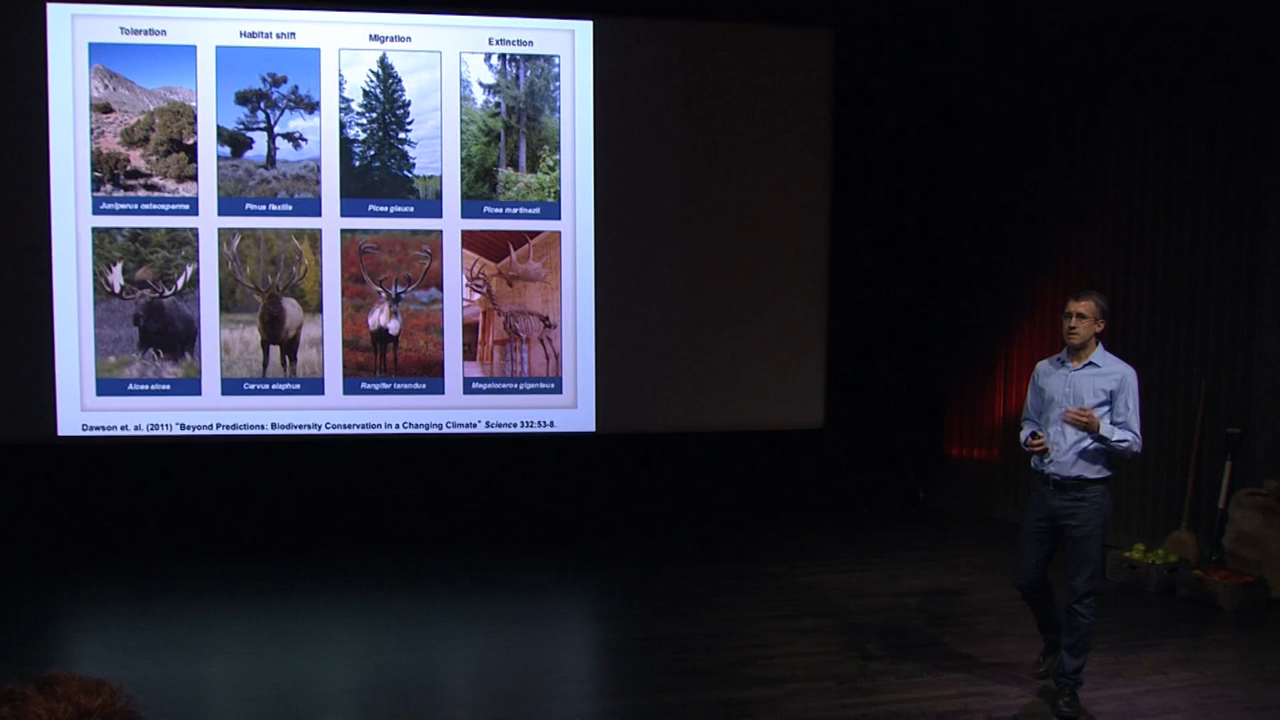 Toleration
Habitat shift
Migration
Extinction
Juniperus osteosperma
Pinus flexilis
Picea glauca
Picea martinezii
Alces alces
Cervus elaphus
Rangifer tarandus
Megaloceros giganteus
Dawson et. al. (2011) "Beyond Predictions: Biodiversity Conservation in a Changing Climate" Science 332:53-8.